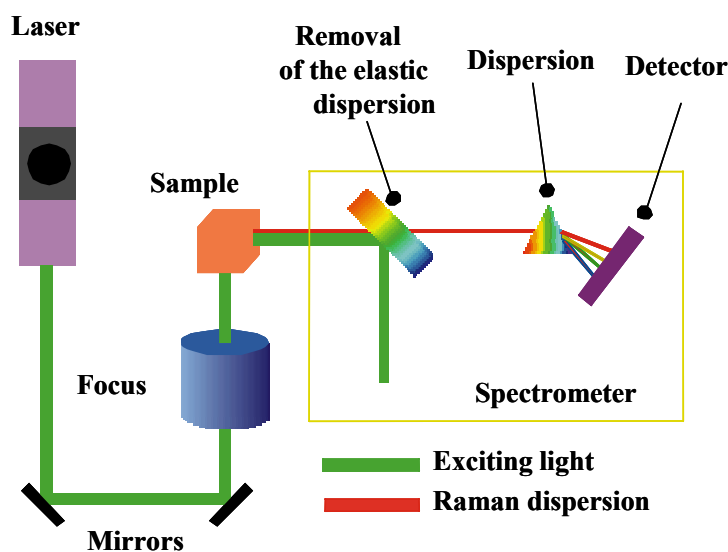 Laser
Removal
of the elastic
dispersion
Dispersion
Detector
Sample
Focus
Spectrometer
Exciting light
Raman dispersion
Mirrors